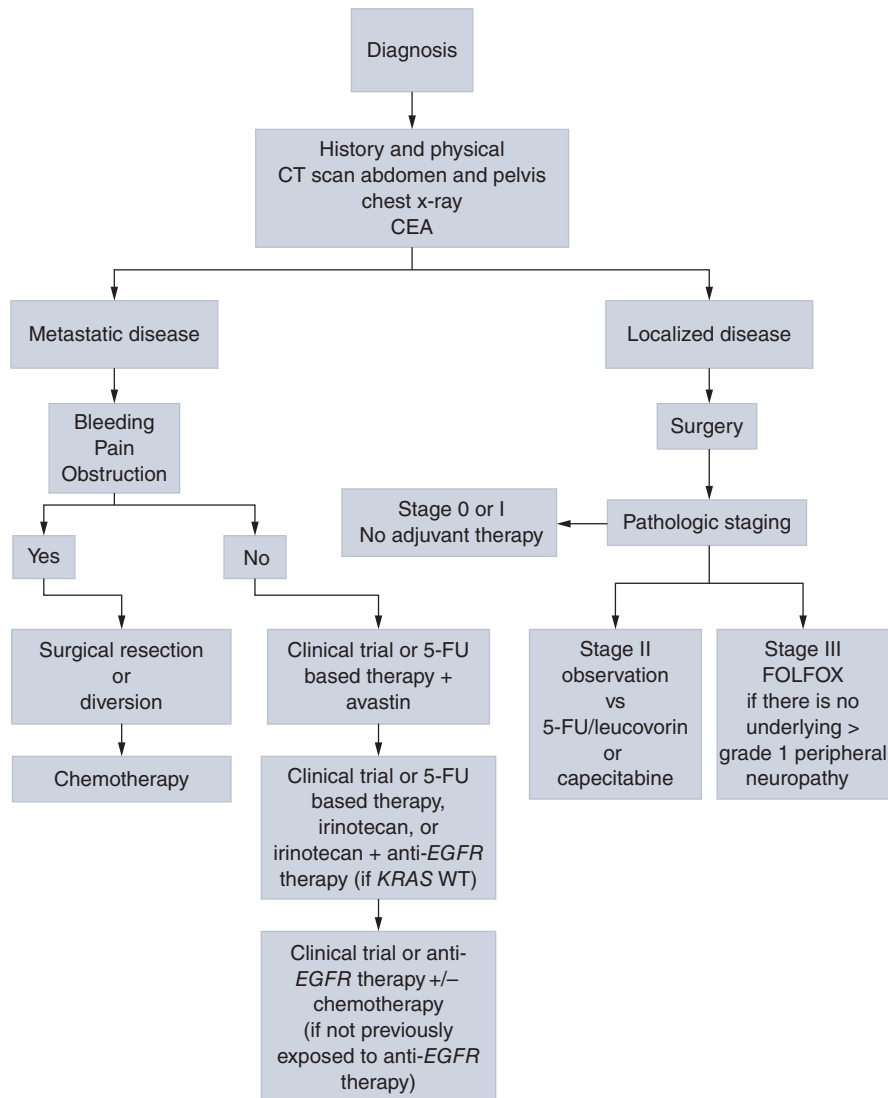 Diagnosis
History and physical
CT scan abdomen and pelvis
chest x-ray
CEA
Metastatic disease
Localized disease
Bleeding
Pain
Obstruction
Surgery
Stage 0 or I
No adjuvant therapy
Pathologic staging
Yes
No
Surgical resection
or
diversion
Clinical trial or 5-FU
based therapy +
avastin
Stage II
observation
vs
5-FU/leucovorin
or
capecitabine
Stage III
FOLFOX
if there is no
underlying >
grade 1 peripheral
neuropathy
Chemotherapy
Clinical trial or 5-FU
based therapy,
irinotecan, or
irinotecan + anti-EGFR
therapy (if KRAS WT)
Clinical trial or anti-
EGFR therapy +/–
chemotherapy
(if not previously
exposed to anti-EGFR
therapy)